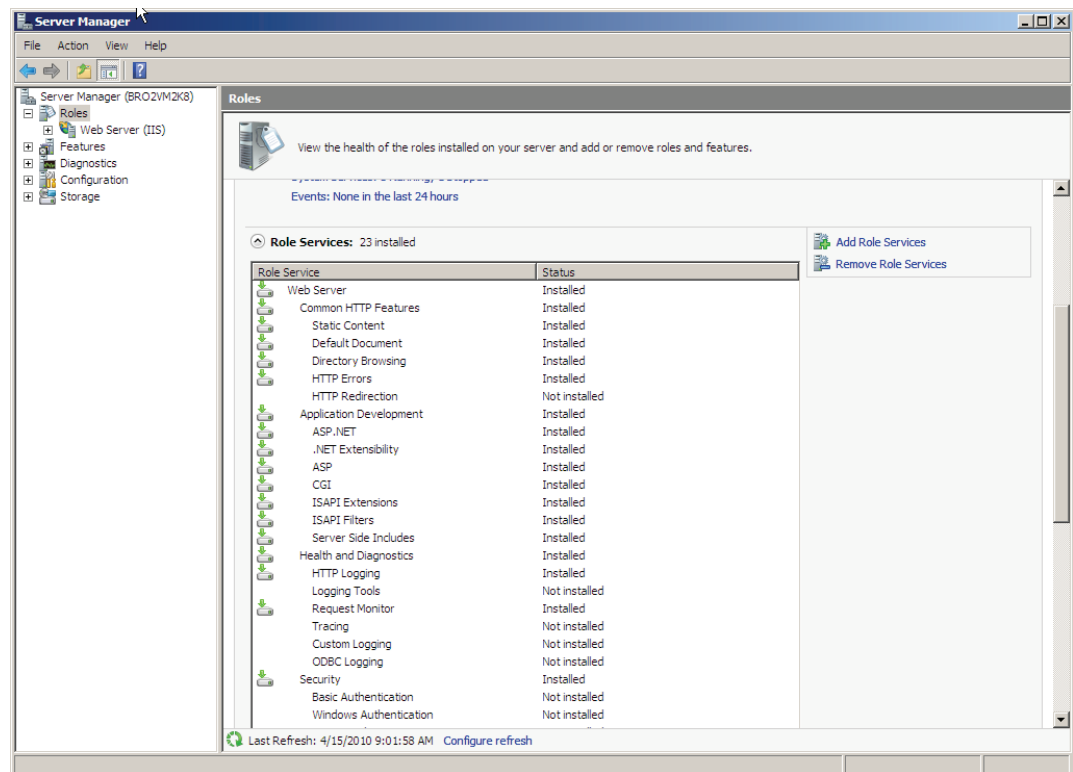 Server Manager
File Action View Help
Server Manager (BRO2VM2K8)
Roles
Web Server (IIS)
Features
Diagnostics
Configuration
Storage
Roles
View the health of the roles installed on your server and add or remove roles and features.
Events: None in the last 24 hours
Role Services: 23 installed
Add Role Services
Remove Role Services
Role Service Status
Web Server Installed
Common HTTP Features Installed
Static Content Installed
Default Document Installed
Directory Browsing Installed
HTTP Errors Installed
HTTP Redirection Not installed
Application Development Installed
ASP.NET Installed
.NET Extensibility Installed
ASP Installed
CGI Installed
ISAPI Extensions Installed
ISAPI Filters Installed
Server Side Includes Installed
Health and Diagnostics Installed
HTTP Logging Installed
Logging Tools Not installed
Request Monitor Installed
Tracing Not installed
Custom Logging Not installed
ODBC Logging Not installed
Security Installed
Basic Authentication Not installed
Windows Authentication Not installed
Last Refresh: 4/15/2010 9:01:58 AM Configure refresh